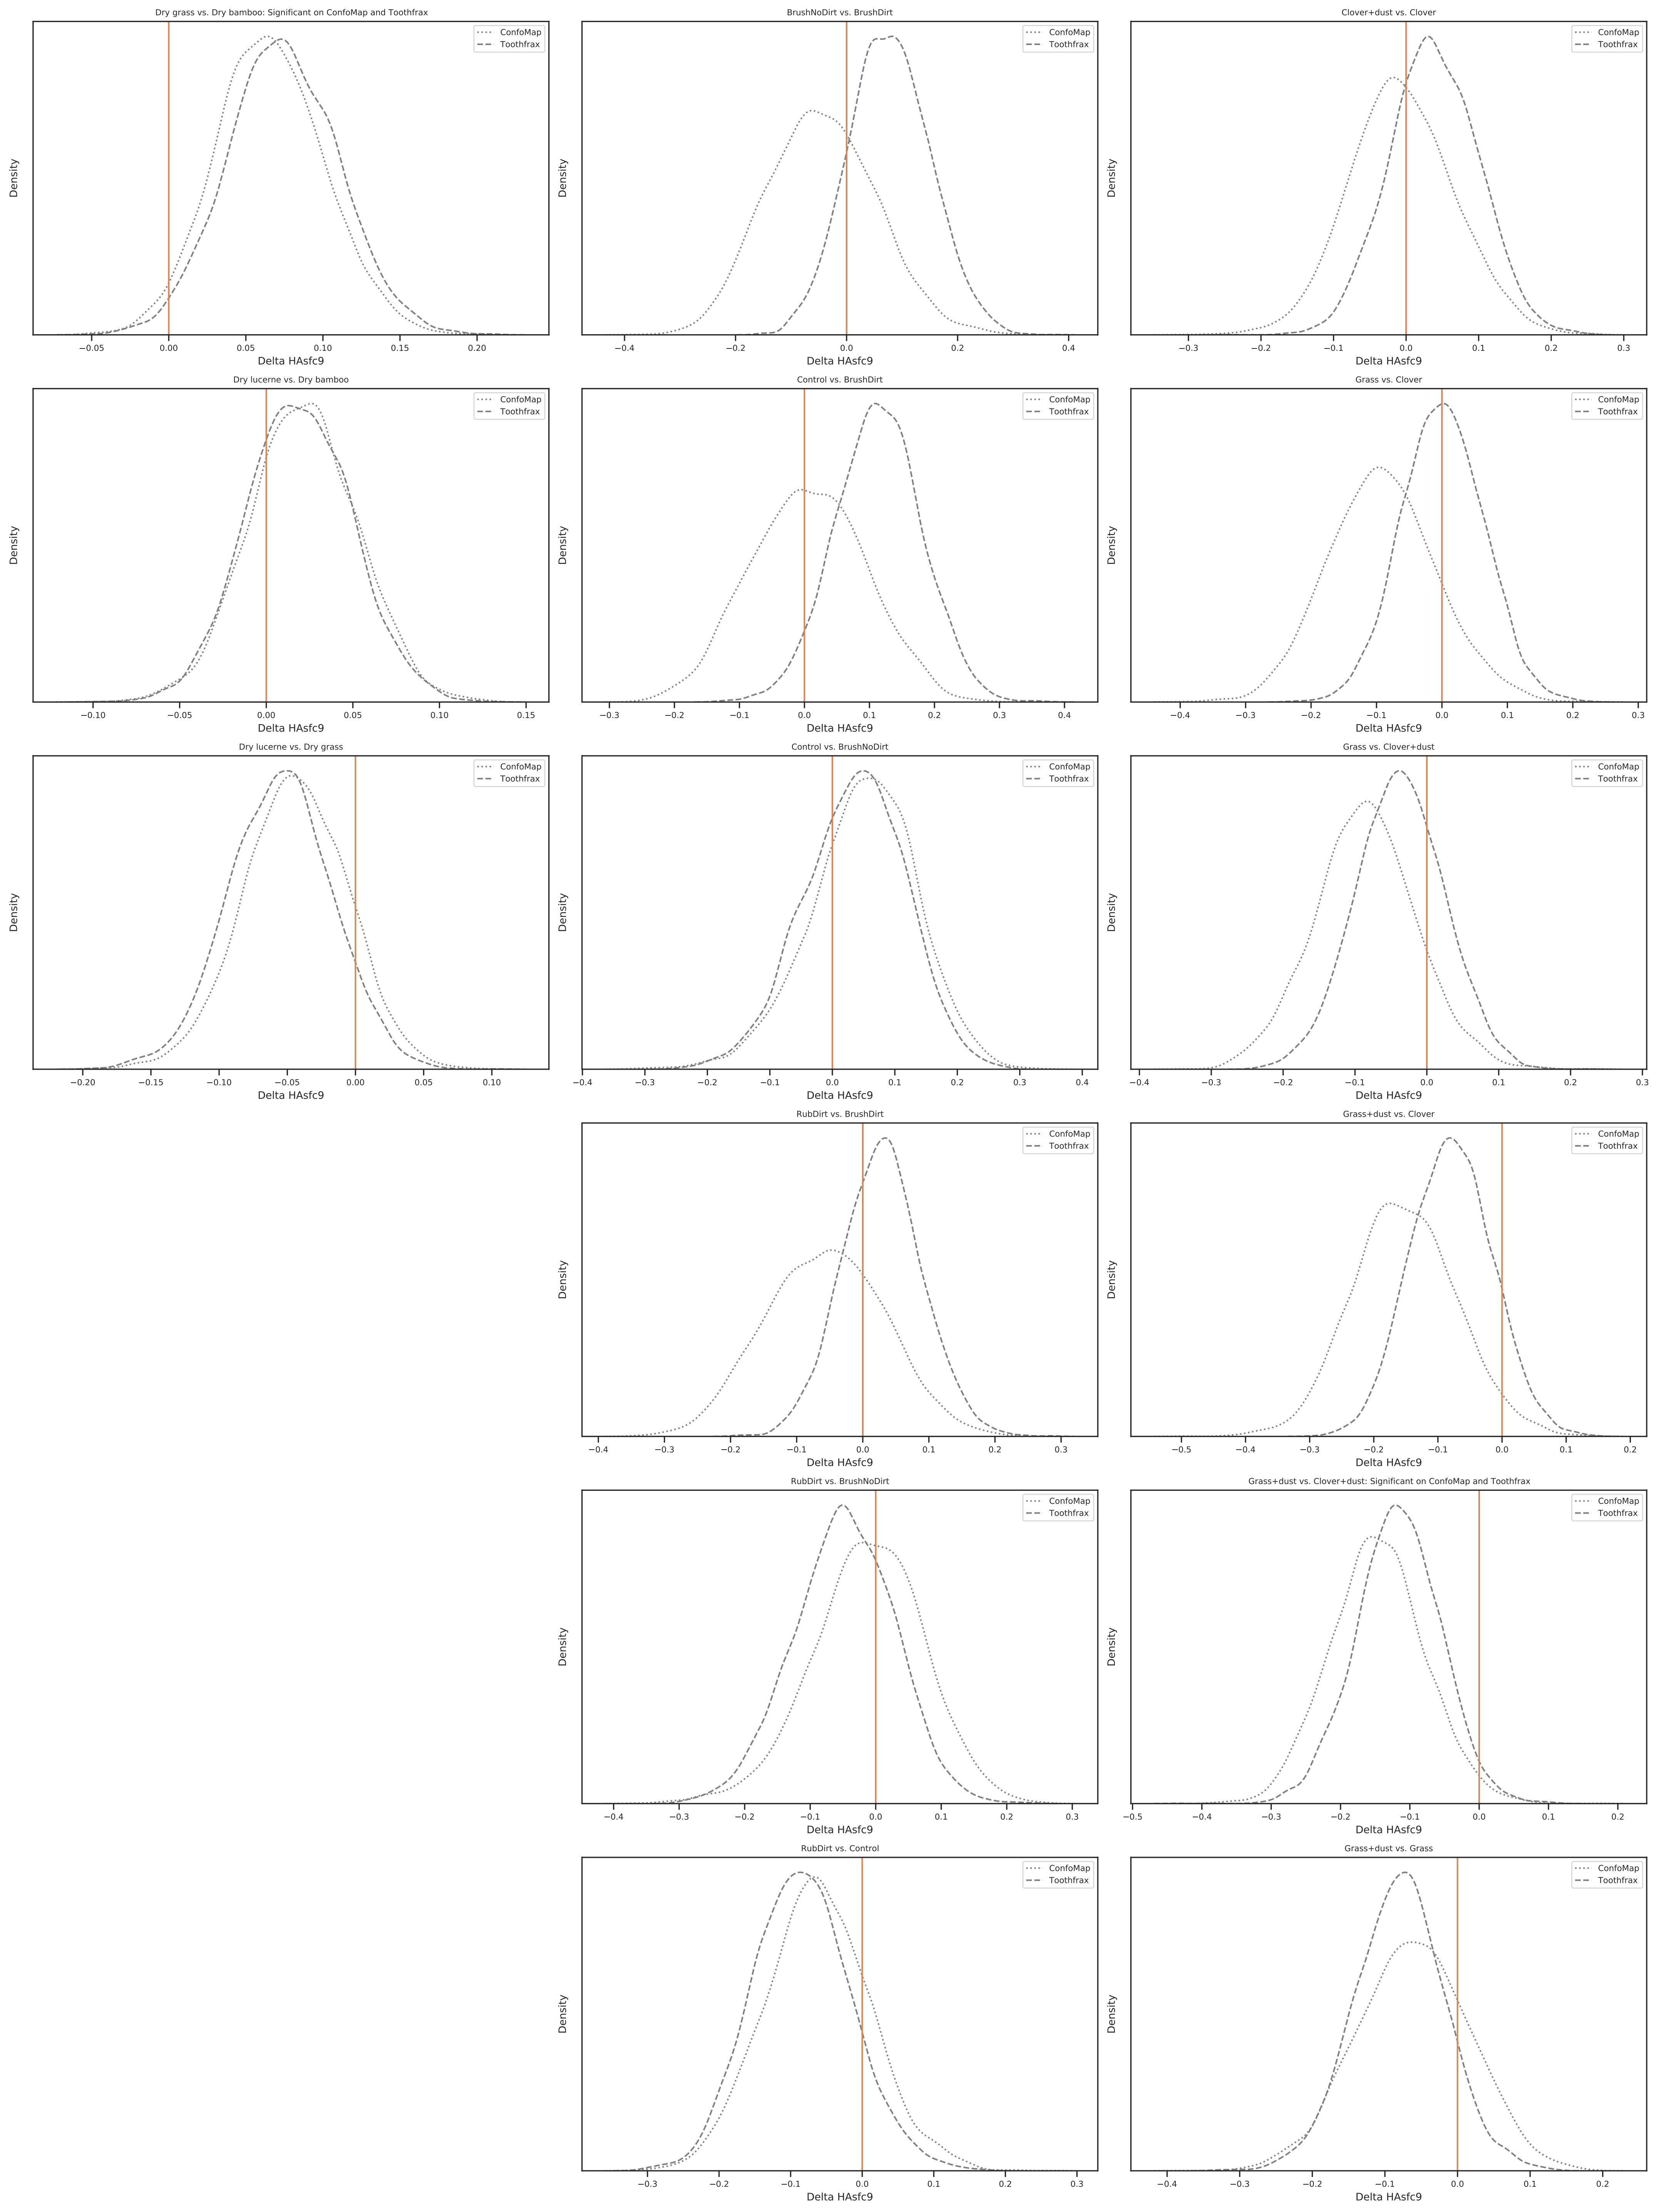 Dry grass vs. Dry bamboo: Significant on ConfoMap and Toothfrax
ConfoMap
Toothfrax
Density
−0.05 0.00 0.05 0.10 0.15 0.20
Delta HAsfc9
BrushNoDirt vs. BrushDirt
ConfoMap
Toothfrax
Density
−0.4 −0.2 0.0 0.2 0.4
Delta HAsfc9
Clover+dust vs. Clover
ConfoMap
Toothfrax
Density
−0.3 −0.2 −0.1 0.0 0.1 0.2 0.3
Delta HAsfc9
Dry lucerne vs. Dry bamboo
ConfoMap
Toothfrax
Density
−0.10 −0.05 0.00 0.05 0.10 0.15
Delta HAsfc9
Control vs. BrushDirt
ConfoMap
Toothfrax
Density
−0.3 −0.2 −0.1 0.0 0.1 0.2 0.3 0.4
Delta HAsfc9
Grass vs. Clover
ConfoMap
Toothfrax
Density
−0.4 −0.3 −0.2 −0.1 0.0 0.1 0.2 0.3
Delta HAsfc9
Dry lucerne vs. Dry grass
ConfoMap
Toothfrax
Density
−0.20 −0.15 −0.10 −0.05 0.00 0.05 0.10
Delta HAsfc9
Control vs. BrushNoDirt
ConfoMap
Toothfrax
Density
−0.4 −0.3 −0.2 −0.1 0.0 0.1 0.2 0.3 0.4
Delta HAsfc9
Grass vs. Clover+dust
ConfoMap
Toothfrax
Density
−0.4 −0.3 −0.2 −0.1 0.0 0.1 0.2 0.3
Delta HAsfc9
RubDirt vs. BrushDirt
ConfoMap
Toothfrax
Density
−0.4 −0.3 −0.2 −0.1 0.0 0.1 0.2 0.3
Delta HAsfc9
Grass+dust vs. Clover
ConfoMap
Toothfrax
Density
−0.5 −0.4 −0.3 −0.2 −0.1 0.0 0.1 0.2
Delta HAsfc9
RubDirt vs. BrushNoDirt
ConfoMap
Toothfrax
Density
−0.4 −0.3 −0.2 −0.1 0.0 0.1 0.2 0.3
Delta HAsfc9
Grass+dust vs. Clover+dust: Significant on ConfoMap and Toothfrax
ConfoMap
Toothfrax
Density
−0.5 −0.4 −0.3 −0.2 −0.1 0.0 0.1 0.2
Delta HAsfc9
RubDirt vs. Control
ConfoMap
Toothfrax
Density
−0.3 −0.2 −0.1 0.0 0.1 0.2 0.3
Delta HAsfc9
Grass+dust vs. Grass
ConfoMap
Toothfrax
Density
−0.4 −0.3 −0.2 −0.1 0.0 0.1 0.2
Delta HAsfc9